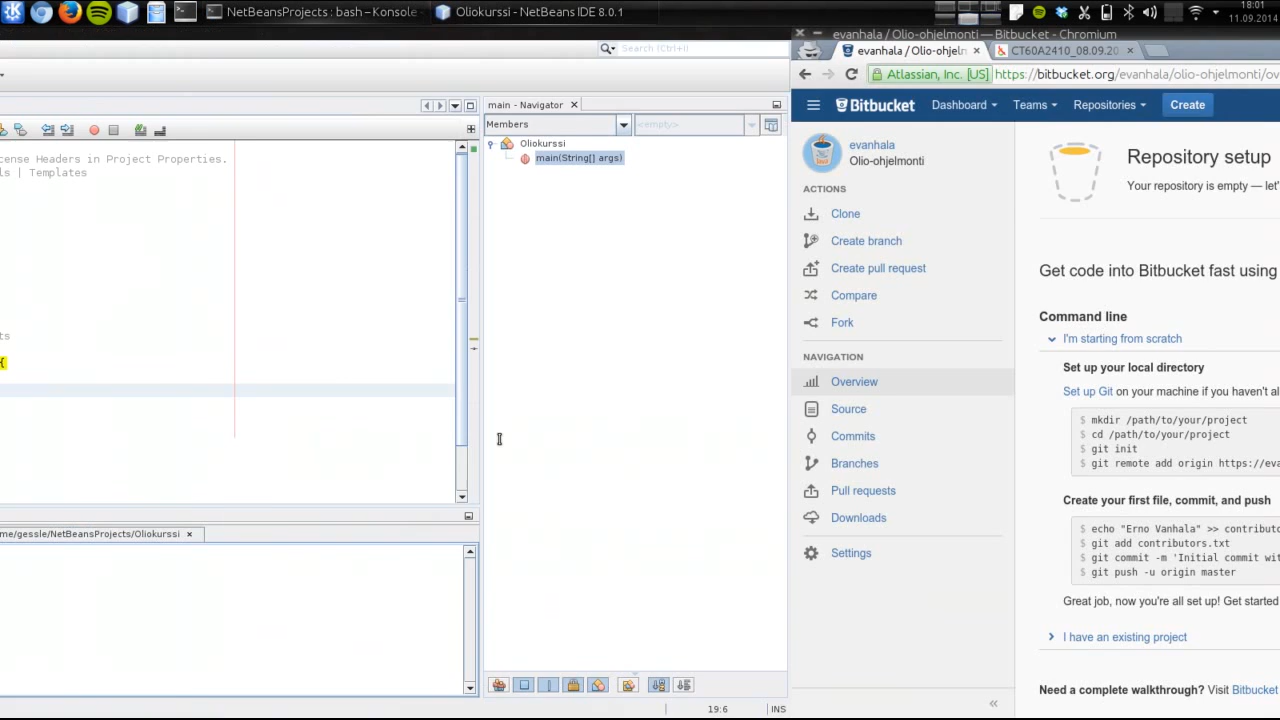 NetBeansProjects : bash – Konsole
Oliokurssi - NetBeans IDE 8.0.1
18:01
11.09.2014
Search (Ctrl+I)
main - Navigator
Members
<empty>
Oliokurssi
main(String[] args)
cense Headers in Project Properties.
ls | Templates
ts
{
me/gessle/NetBeansProjects/Oliokurssi
19:6
INS
evanhala / Olio-ohjelmonti — Bitbucket - Chromium
evanhala / Olio-ohjeln
CT60A2410_08.09.20
Atlassian, Inc. [US]
https://bitbucket.org/evanhala/olio-ohjelmonti/ov
Bitbucket
Dashboard
Teams
Repositories
Create
evanhala
Olio-ohjelmonti
ACTIONS
Clone
Create branch
Create pull request
Compare
Fork
NAVIGATION
Overview
Source
Commits
Branches
Pull requests
Downloads
Settings
Repository setup
Your repository is empty — let'
Get code into Bitbucket fast using
Command line
I'm starting from scratch
Set up your local directory
Set up Git on your machine if you haven't al
$ mkdir /path/to/your/project
$ cd /path/to/your/project
$ git init
$ git remote add origin https://eva
Create your first file, commit, and push
$ echo "Erno Vanhala" >> contributo
$ git add contributors.txt
$ git commit -m 'Initial commit wit
$ git push -u origin master
Great job, now you're all set up! Get started
I have an existing project
Need a complete walkthrough? Visit Bitbucket